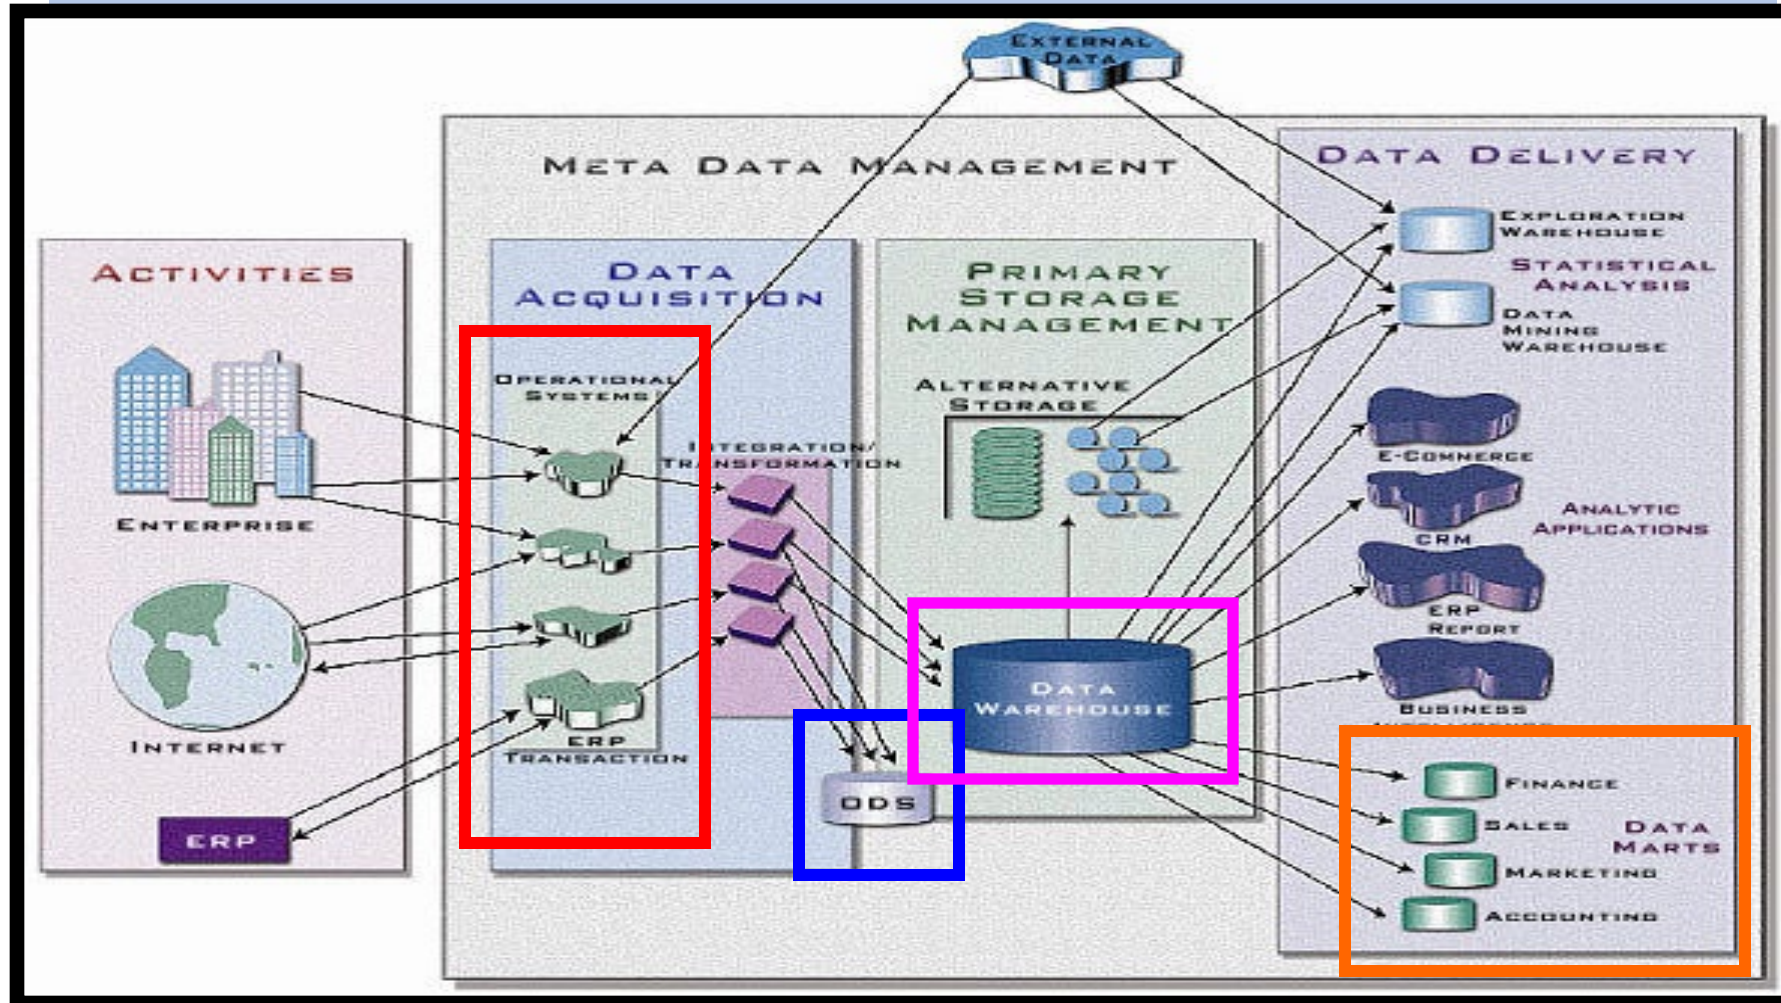 EXTERNAL
DATA
META DATA MANAGEMENT
DATA DELIVERY
ACTIVITIES
ENTERPRISE
INTERNET
ERP
DATA
ACQUISITION
OPERATIONAL
SYSTEMS
INTEGRATION/
TRANSFORMATION
ERP
TRANSACTION
ODS
PRIMARY
STORAGE
MANAGEMENT
ALTERNATIVE
STORAGE
DATA
WAREHOUSE
EXPLORATION
WAREHOUSE
STATISTICAL
ANALYSIS
DATA
MINING
WAREHOUSE
E-COMMERCE
ANALYTIC
APPLICATIONS
CRM
ERP
REPORT
BUSINESS
FINANCE
SALES
DATA
MARTS
MARKETING
ACCOUNTING